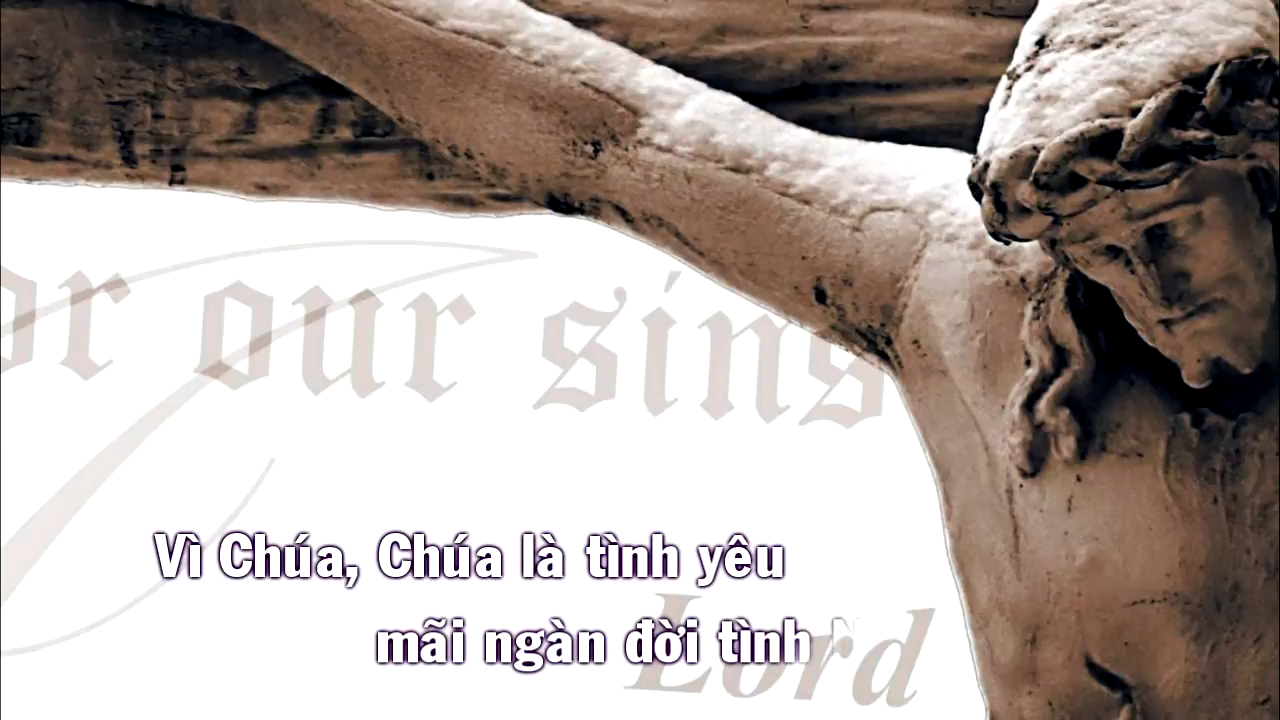 or our sins
Vì Chúa, Chúa là tình yêu
mãi ngàn đời tình N
Lord